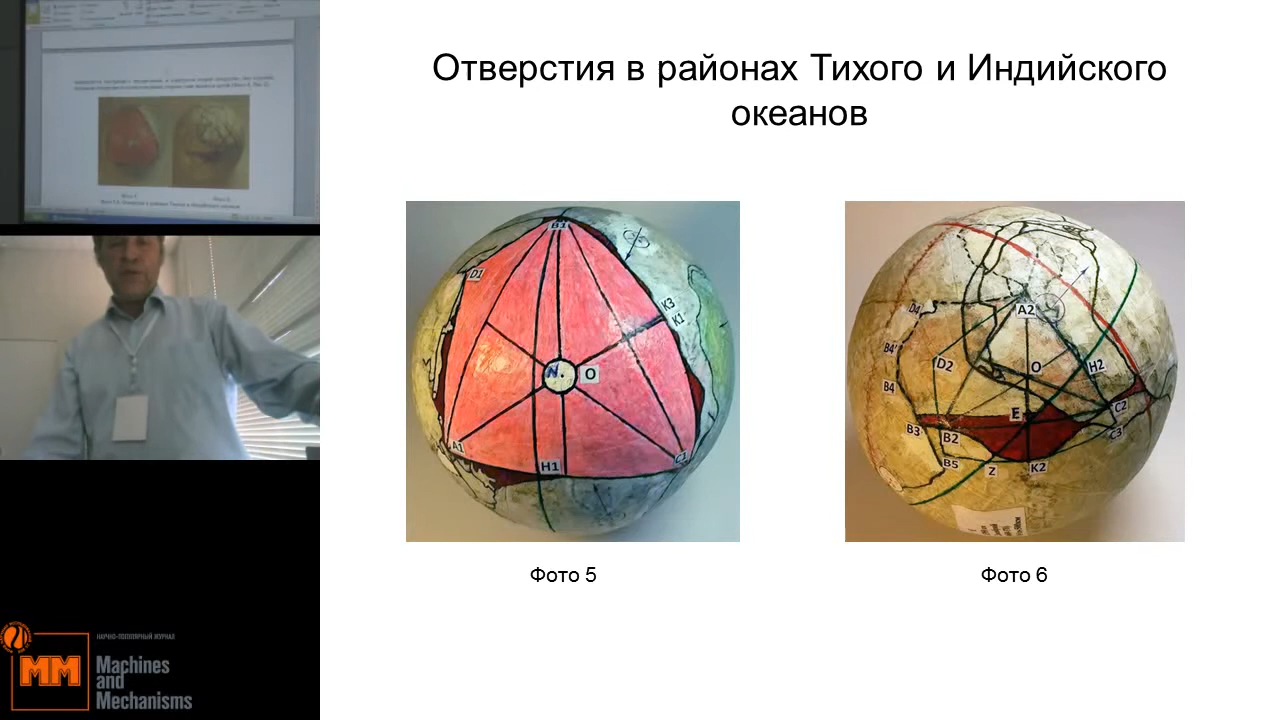 Отверстия в районах Тихого и Индийского
океанов
B1
D1
K3
K1
N.
O
A1
H1
C1
Фото 5
D4
A2
B4'
D2
O
H2
B4
E
C2
B3
B2
C3
B5
Z
K2
Фото 6
НАУЧНО-ПОПУЛЯРНЫЙ ЖУРНАЛ
ММ
Machines
and
Mechanisms